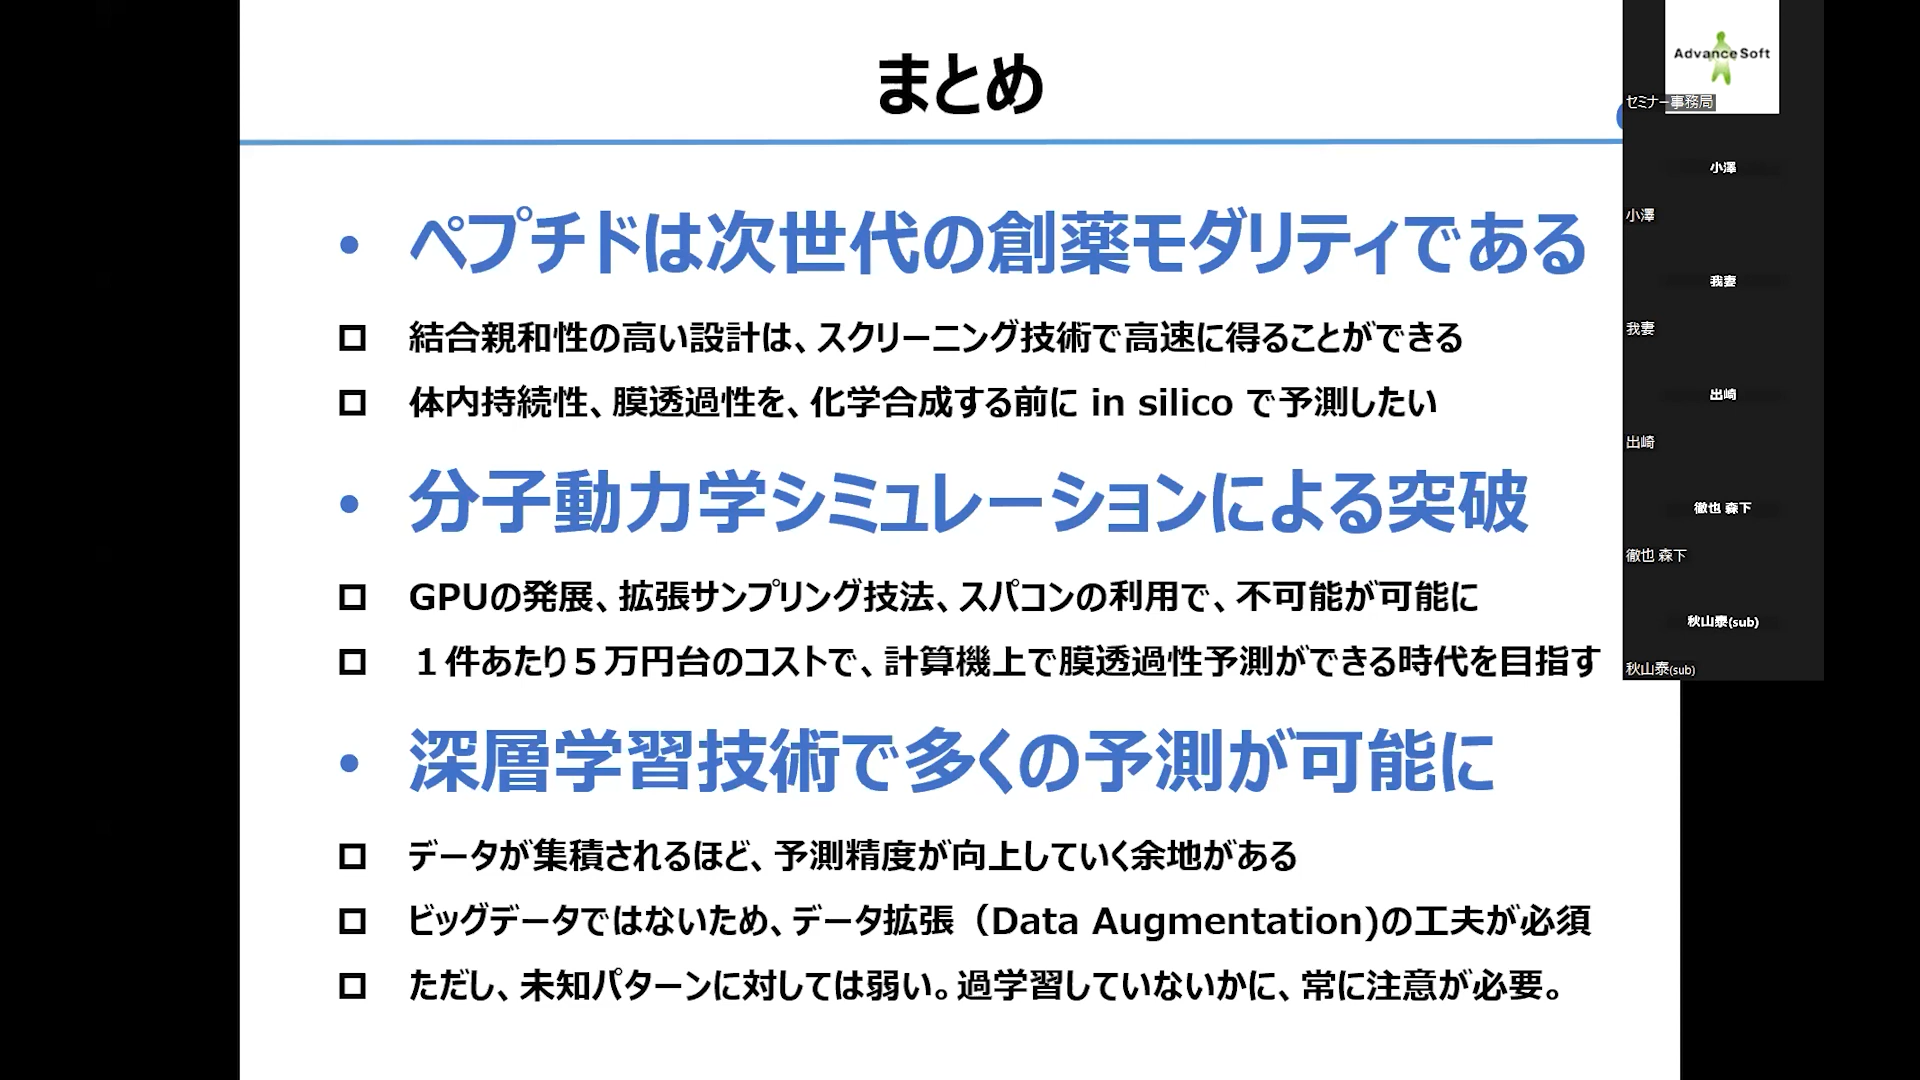 まとめ
• ペプチドは次世代の創薬モダリティである
□ 結合親和性の高い設計は、スクリーニング技術で高速に得ることができる
□ 体内持続性、膜透過性を、化学合成する前に in silico で予測したい
• 分子動力学シミュレーションによる突破
□ GPUの発展、拡張サンプリング技法、スパコンの利用で、不可能が可能に
□ １件あたり５万円台のコストで、計算機上で膜透過性予測ができる時代を目指す
• 深層学習技術で多くの予測が可能に
□ データが集積されるほど、予測精度が向上していく余地がある
□ ビッグデータではないため、データ拡張（Data Augmentation)の工夫が必須
□ ただし、未知パターンに対しては弱い。過学習していないかに、常に注意が必要。
AdvanceSoft
セミナー事務局
小澤
小澤
我妻
我妻
出崎
出崎
徹也 森下
徹也 森下
秋山泰(sub)
秋山泰(sub)